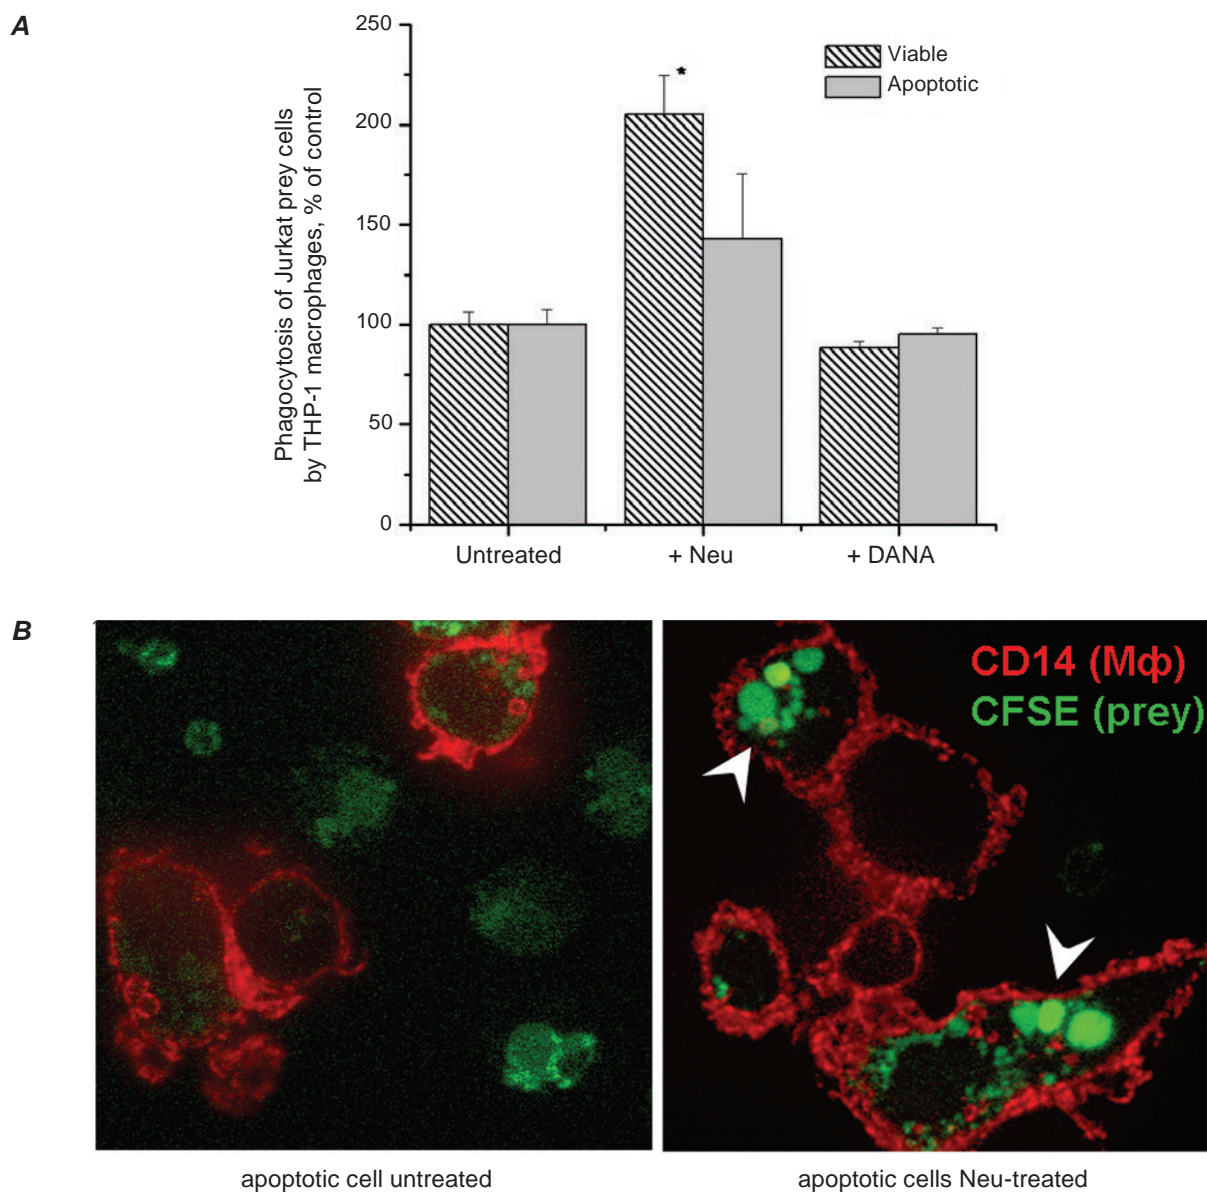 A
250
200
150
100
50
0
Phagocytosis of Jurkat prey cells
by THP-1 macrophages, % of control
*
Viable
Apoptotic
Untreated
+ Neu
+ DANA
B
CD14 (Mф)
CFSE (prey)
apoptotic cell untreated
apoptotic cells Neu-treated